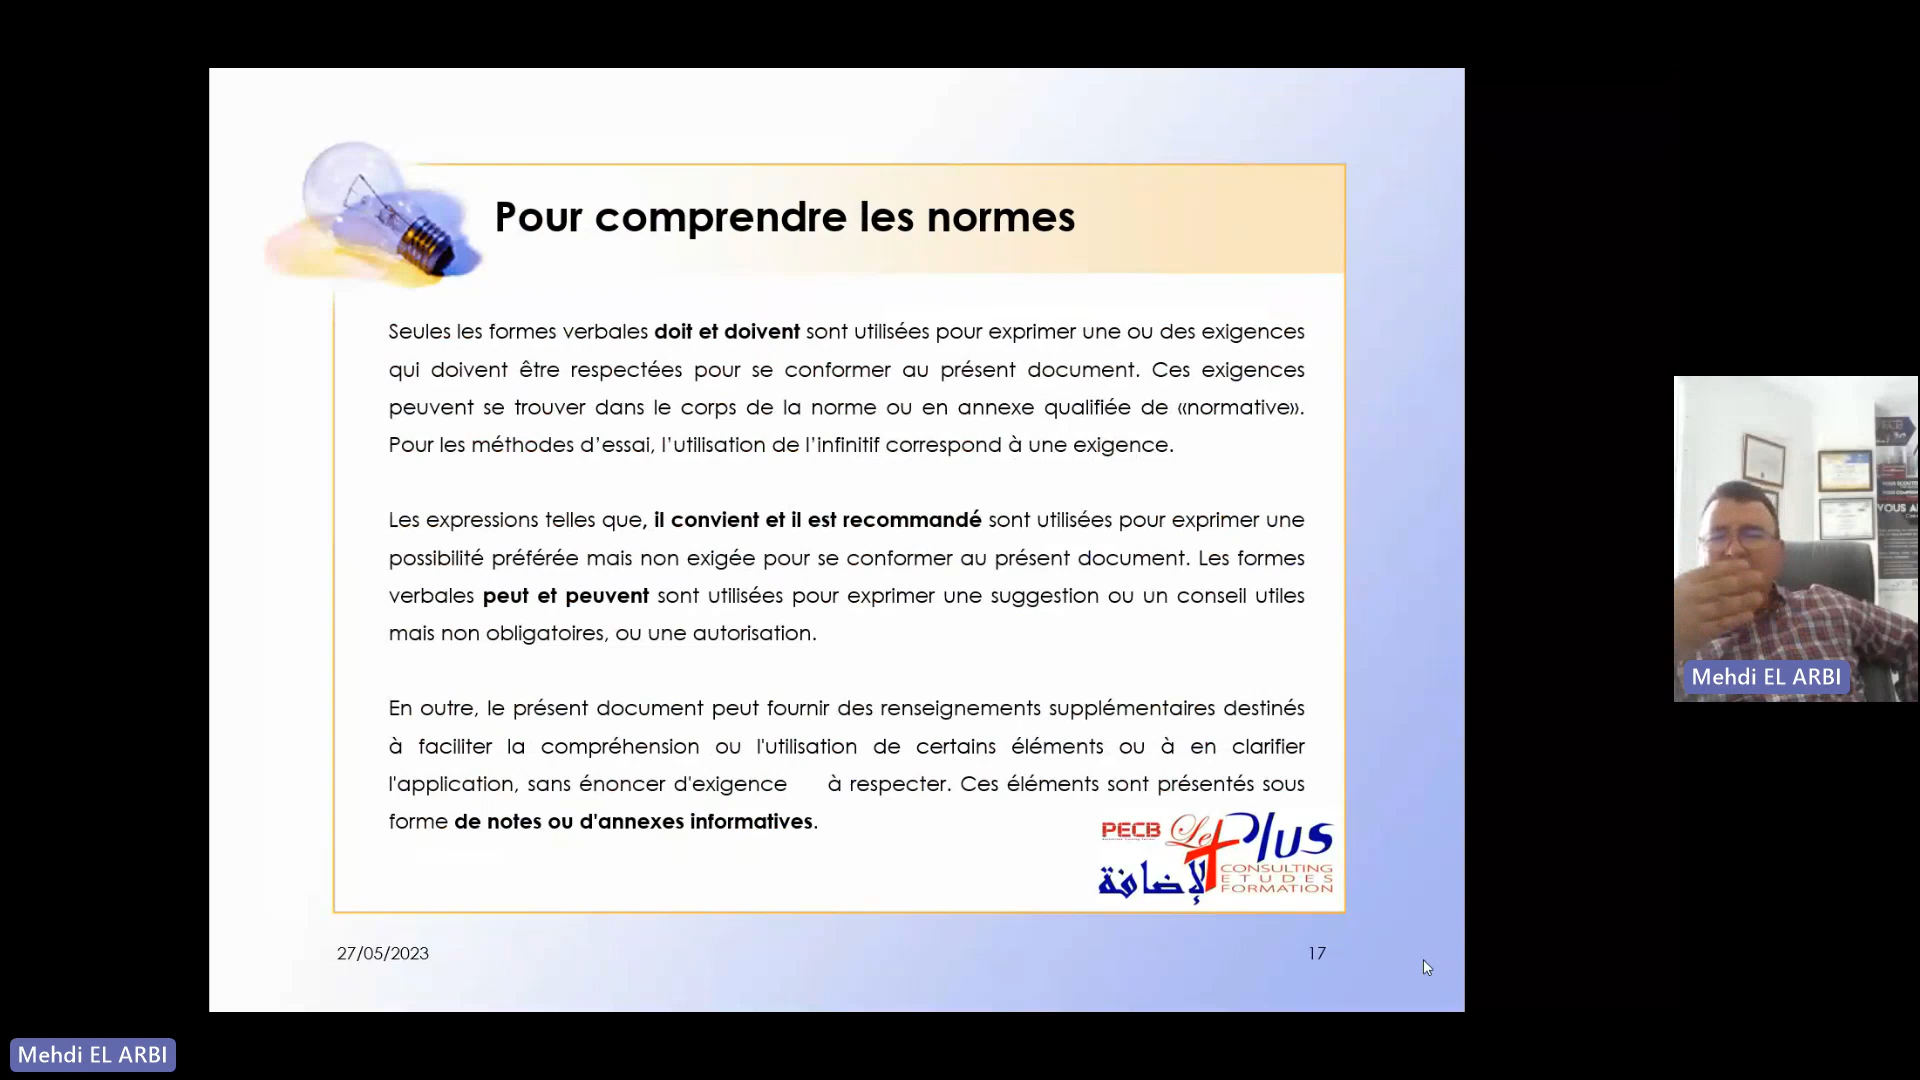 Pour comprendre les normes
Seules les formes verbales doit et doivent sont utilisées pour exprimer une ou des exigences
qui doivent être respectées pour se conformer au présent document. Ces exigences
peuvent se trouver dans le corps de la norme ou en annexe qualifiée de «normative».
Pour les méthodes d’essai, l’utilisation de l’infinitif correspond à une exigence.
Les expressions telles que, il convient et il est recommandé sont utilisées pour exprimer une
possibilité préférée mais non exigée pour se conformer au présent document. Les formes
verbales peut et peuvent sont utilisées pour exprimer une suggestion ou un conseil utiles
mais non obligatoires, ou une autorisation.
En outre, le présent document peut fournir des renseignements supplémentaires destinés
à faciliter la compréhension ou l'utilisation de certains éléments ou à en clarifier
l'application, sans énoncer d'exigence à respecter. Ces éléments sont présentés sous
forme de notes ou d'annexes informatives.
PECB Le Plus
الإضافة
CONSULTING
ETUDES
FORMATION
27/05/2023
17
VOUS A
Mehdi EL ARBI
Mehdi EL ARBI